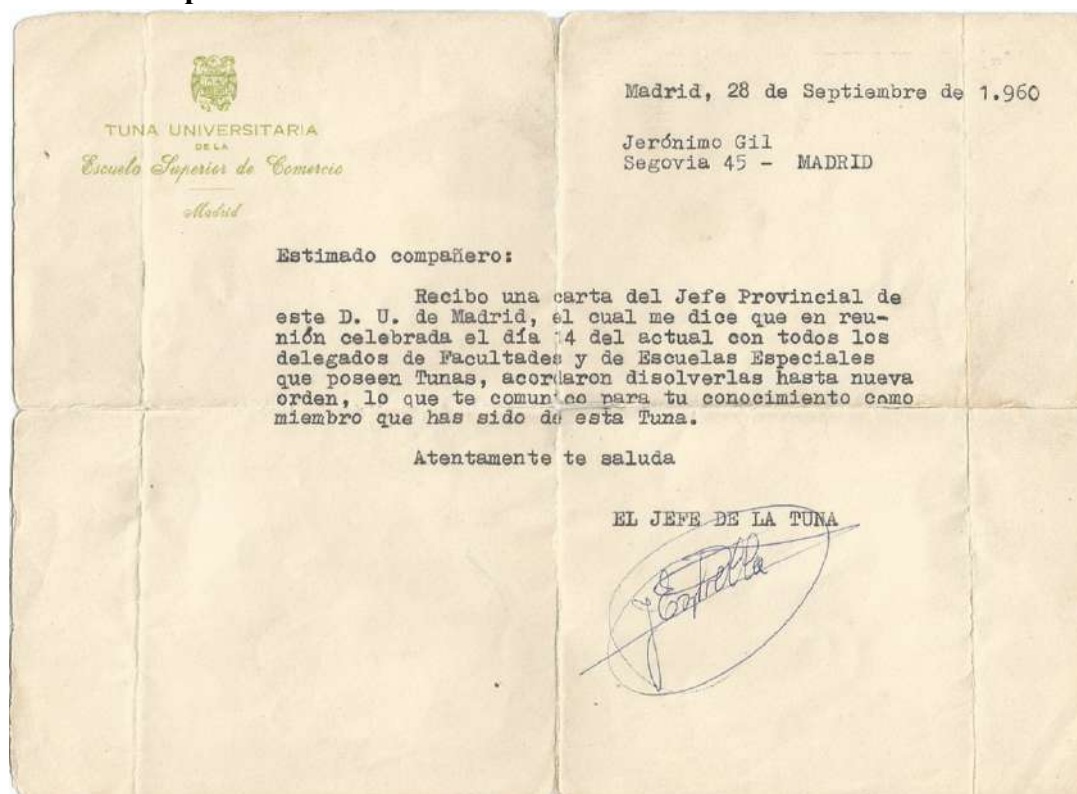 TUNA UNIVERSITARIA
DE LA
Escuela Superior de Comercio
Madrid
Madrid, 28 de Septiembre de 1.960
Jerónimo Gil
Segovia 45 - MADRID
Estimado compañero:
Recibo una carta del Jefe Provincial de
este D. U. de Madrid, el cual me dice que en reu-
nión celebrada el día 14 del actual con todos los
delegados de Facultades y de Escuelas Especiales
que poseen Tunas, acordaron disolverlas hasta nueva
orden, lo que te comunico para tu conocimiento como
miembro que has sido de esta Tuna.
Atentamente te saluda
EL JEFE DE LA TUNA
J Estrella